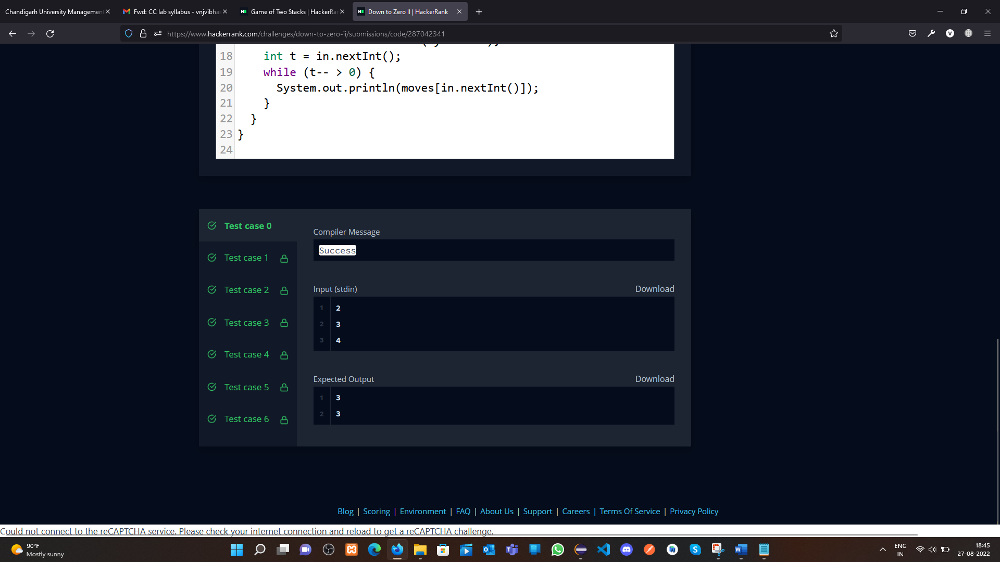 Chandigarh University Management
Fwd: CC lab syllabus - vnjvibhas
Game of Two Stacks | HackerRa
Down to Zero II | HackerRank
https://www.hackerrank.com/challenges/down-to-zero-ii/submissions/code/287042341
18 int t = in.nextInt();
19 while (t-- > 0) {
20 System.out.println(moves[in.nextInt()]);
21 }
22 }
23 }
24
Test case 0
Test case 1
Test case 2
Test case 3
Test case 4
Test case 5
Test case 6
Compiler Message
Success
Input (stdin) Download
1 2
2 3
3 4
Expected Output Download
1 3
2 3
Blog | Scoring | Environment | FAQ | About Us | Support | Careers | Terms Of Service | Privacy Policy
Could not connect to the reCAPTCHA service. Please check your internet connection and reload to get a reCAPTCHA challenge.
90°F
Mostly sunny
ENG
IN
18:45
27-08-2022